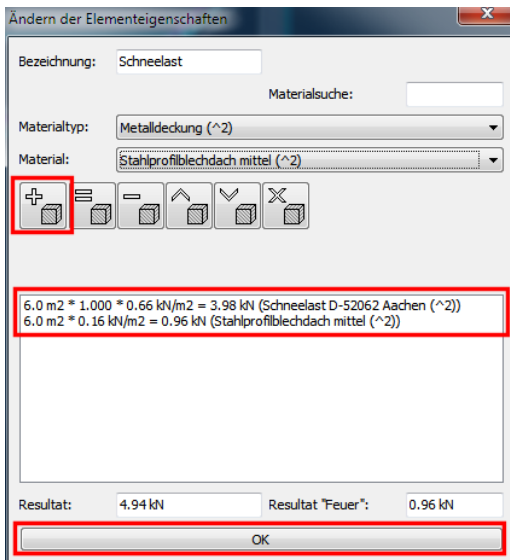 Ändern der Elementeigenschaften
Bezeichnung: Schneelast
Materialsuche:
Materialtyp: Metalldeckung (^2)
Material: Stahlprofilblechdach mittel (^2)
6.0 m2 * 1.000 * 0.66 kN/m2 = 3.98 kN (Schneelast D-52062 Aachen (^2))
6.0 m2 * 0.16 kN/m2 = 0.96 kN (Stahlprofilblechdach mittel (^2))
Resultat: 4.94 kN Resultat "Feuer": 0.96 kN
OK